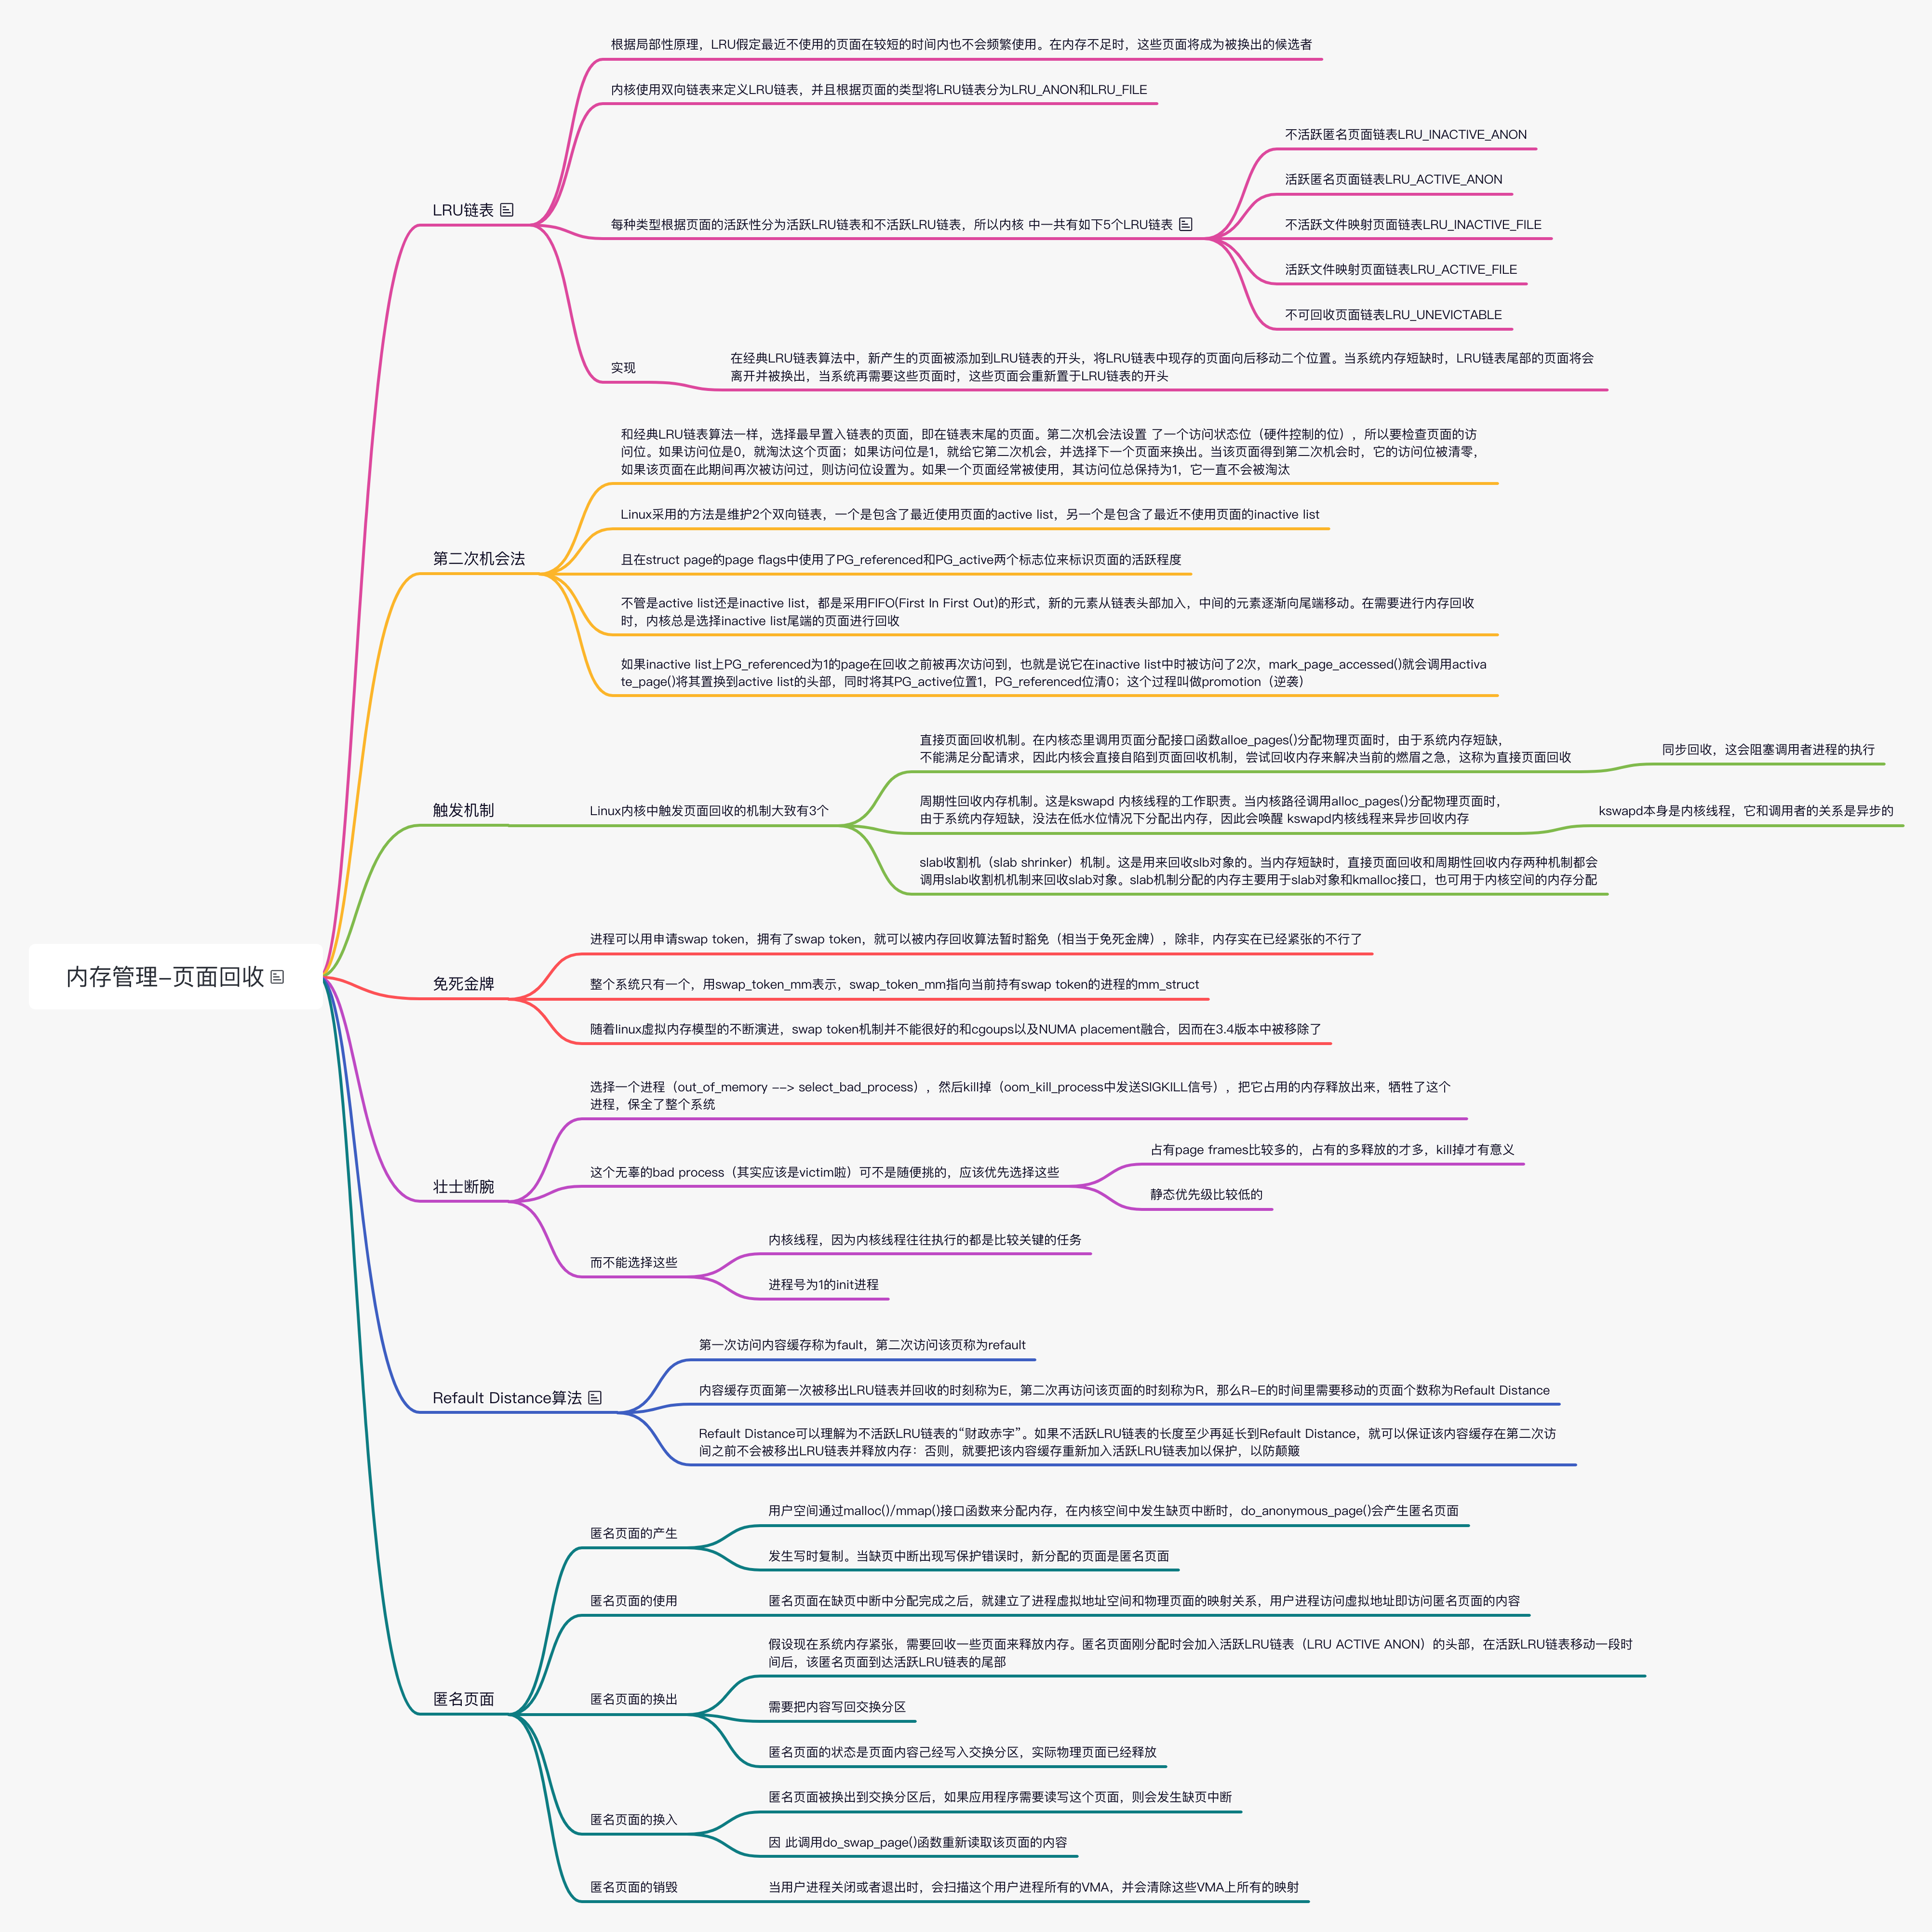 内存管理-页面回收
LRU链表
根据局部性原理，LRU假定最近不使用的页面在较短的时间内也不会频繁使用。在内存不足时，这些页面将成为被换出的候选者
内核使用双向链表来定义LRU链表，并且根据页面的类型将LRU链表分为LRU_ANON和LRU_FILE
每种类型根据页面的活跃性分为活跃LRU链表和不活跃LRU链表，所以内核 中一共有如下5个LRU链表
不活跃匿名页面链表LRU_INACTIVE_ANON
活跃匿名页面链表LRU_ACTIVE_ANON
不活跃文件映射页面链表LRU_INACTIVE_FILE
活跃文件映射页面链表LRU_ACTIVE_FILE
不可回收页面链表LRU_UNEVICTABLE
实现
在经典LRU链表算法中，新产生的页面被添加到LRU链表的开头，将LRU链表中现存的页面向后移动二个位置。当系统内存短缺时，LRU链表尾部的页面将会
离开并被换出，当系统再需要这些页面时，这些页面会重新置于LRU链表的开头
第二次机会法
和经典LRU链表算法一样，选择最早置入链表的页面，即在链表末尾的页面。第二次机会法设置 了一个访问状态位（硬件控制的位），所以要检查页面的访
问位。如果访问位是0，就淘汰这个页面；如果访问位是1，就给它第二次机会，并选择下一个页面来换出。当该页面得到第二次机会时，它的访问位被清零，
如果该页面在此期间再次被访问过，则访问位设置为。如果一个页面经常被使用，其访问位总保持为1，它一直不会被淘汰
Linux采用的方法是维护2个双向链表，一个是包含了最近使用页面的active list，另一个是包含了最近不使用页面的inactive list
且在struct page的page flags中使用了PG_referenced和PG_active两个标志位来标识页面的活跃程度
不管是active list还是inactive list，都是采用FIFO(First In First Out)的形式，新的元素从链表头部加入，中间的元素逐渐向尾端移动。在需要进行内存回收
时，内核总是选择inactive list尾端的页面进行回收
如果inactive list上PG_referenced为1的page在回收之前被再次访问到，也就是说它在inactive list中时被访问了2次，mark_page_accessed()就会调用activa
te_page()将其置换到active list的头部，同时将其PG_active位置1，PG_referenced位清0；这个过程叫做promotion（逆袭）
触发机制
Linux内核中触发页面回收的机制大致有3个
直接页面回收机制。在内核态里调用页面分配接口函数alloe_pages()分配物理页面时，由于系统内存短缺，
不能满足分配请求，因此内核会直接自陷到页面回收机制，尝试回收内存来解决当前的燃眉之急，这称为直接页面回收
同步回收，这会阻塞调用者进程的执行
周期性回收内存机制。这是kswapd 内核线程的工作职责。当内核路径调用alloc_pages()分配物理页面时，
由于系统内存短缺，没法在低水位情况下分配出内存，因此会唤醒 kswapd内核线程来异步回收内存
kswapd本身是内核线程，它和调用者的关系是异步的
slab收割机（slab shrinker）机制。这是用来回收slb对象的。当内存短缺时，直接页面回收和周期性回收内存两种机制都会
调用slab收割机机制来回收slab对象。slab机制分配的内存主要用于slab对象和kmalloc接口，也可用于内核空间的内存分配
免死金牌
进程可以用申请swap token，拥有了swap token，就可以被内存回收算法暂时豁免（相当于免死金牌），除非，内存实在已经紧张的不行了
整个系统只有一个，用swap_token_mm表示，swap_token_mm指向当前持有swap token的进程的mm_struct
随着linux虚拟内存模型的不断演进，swap token机制并不能很好的和cgoups以及NUMA placement融合，因而在3.4版本中被移除了
壮士断腕
选择一个进程（out_of_memory --> select_bad_process），然后kill掉（oom_kill_process中发送SIGKILL信号），把它占用的内存释放出来，牺牲了这个
进程，保全了整个系统
这个无辜的bad process（其实应该是victim啦）可不是随便挑的，应该优先选择这些
占有page frames比较多的，占有的多释放的才多，kill掉才有意义
静态优先级比较低的
而不能选择这些
内核线程，因为内核线程往往执行的都是比较关键的任务
进程号为1的init进程
Refault Distance算法
第一次访问内容缓存称为fault，第二次访问该页称为refault
内容缓存页面第一次被移出LRU链表并回收的时刻称为E，第二次再访问该页面的时刻称为R，那么R-E的时间里需要移动的页面个数称为Refault Distance
Refault Distance可以理解为不活跃LRU链表的“财政赤字”。如果不活跃LRU链表的长度至少再延长到Refault Distance，就可以保证该内容缓存在第二次访
间之前不会被移出LRU链表并释放内存：否则，就要把该内容缓存重新加入活跃LRU链表加以保护，以防颠簸
匿名页面
匿名页面的产生
用户空间通过malloc()/mmap()接口函数来分配内存，在内核空间中发生缺页中断时，do_anonymous_page()会产生匿名页面
发生写时复制。当缺页中断出现写保护错误时，新分配的页面是匿名页面
匿名页面的使用
匿名页面在缺页中断中分配完成之后，就建立了进程虚拟地址空间和物理页面的映射关系，用户进程访问虚拟地址即访问匿名页面的内容
匿名页面的换出
假设现在系统内存紧张，需要回收一些页面来释放内存。匿名页面刚分配时会加入活跃LRU链表（LRU ACTIVE ANON）的头部，在活跃LRU链表移动一段时
间后，该匿名页面到达活跃LRU链表的尾部
需要把内容写回交换分区
匿名页面的状态是页面内容己经写入交换分区，实际物理页面已经释放
匿名页面的换入
匿名页面被换出到交换分区后，如果应用程序需要读写这个页面，则会发生缺页中断
因 此调用do_swap_page()函数重新读取该页面的内容
匿名页面的销毁
当用户进程关闭或者退出时，会扫描这个用户进程所有的VMA，并会清除这些VMA上所有的映射